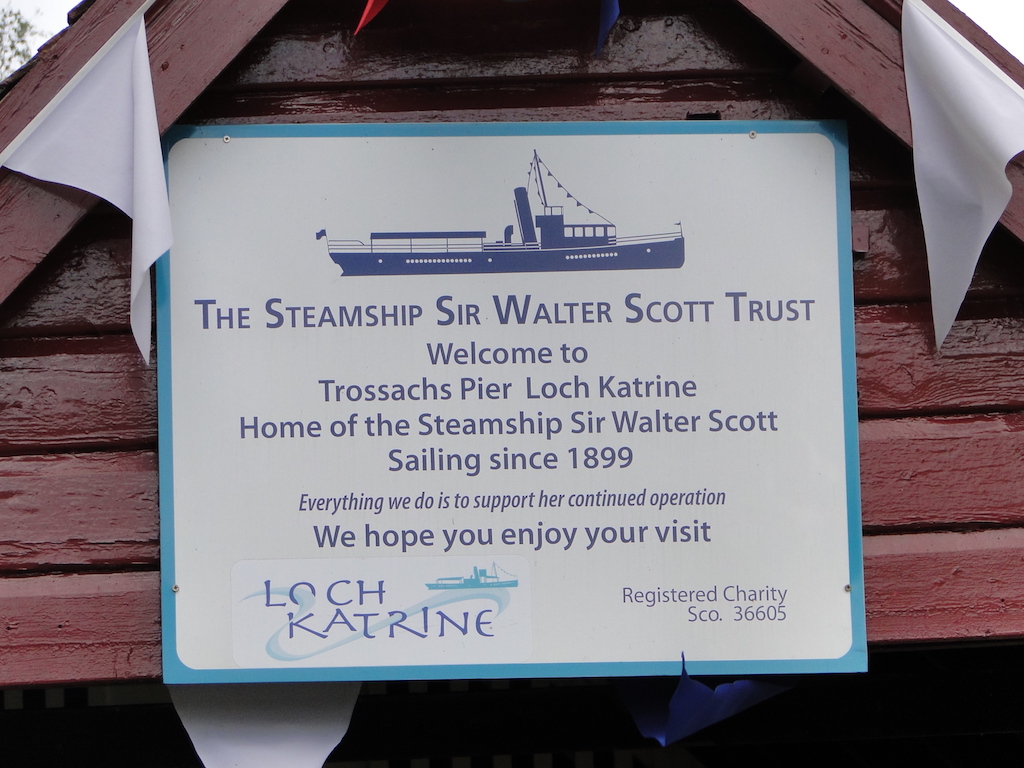 THE STEAMSHIP SIR WALTER SCOTT TRUST
Welcome to
Trossachs Pier Loch Katrine
Home of the Steamship Sir Walter Scott
Sailing since 1899
Everything we do is to support her continued operation
We hope you enjoy your visit
LOCH
KATRINE
Registered Charity
Sco. 36605